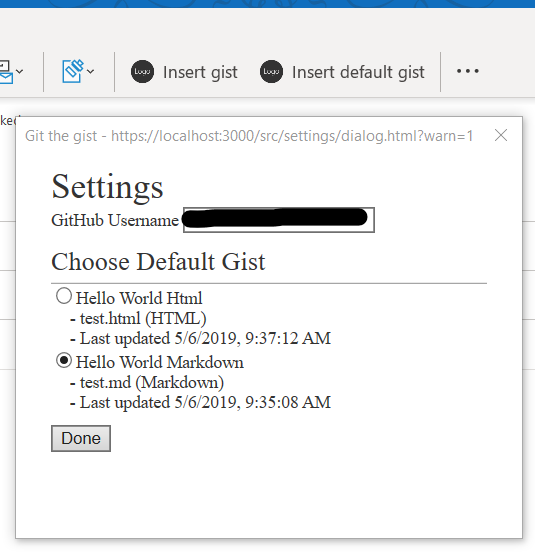 Logo Insert gist Logo Insert default gist
Git the gist - https://localhost:3000/src/settings/dialog.html?warn=1
Settings
GitHub Username
Choose Default Gist
Hello World Html
- test.html (HTML)
- Last updated 5/6/2019, 9:37:12 AM
Hello World Markdown
- test.md (Markdown)
- Last updated 5/6/2019, 9:35:08 AM
Done